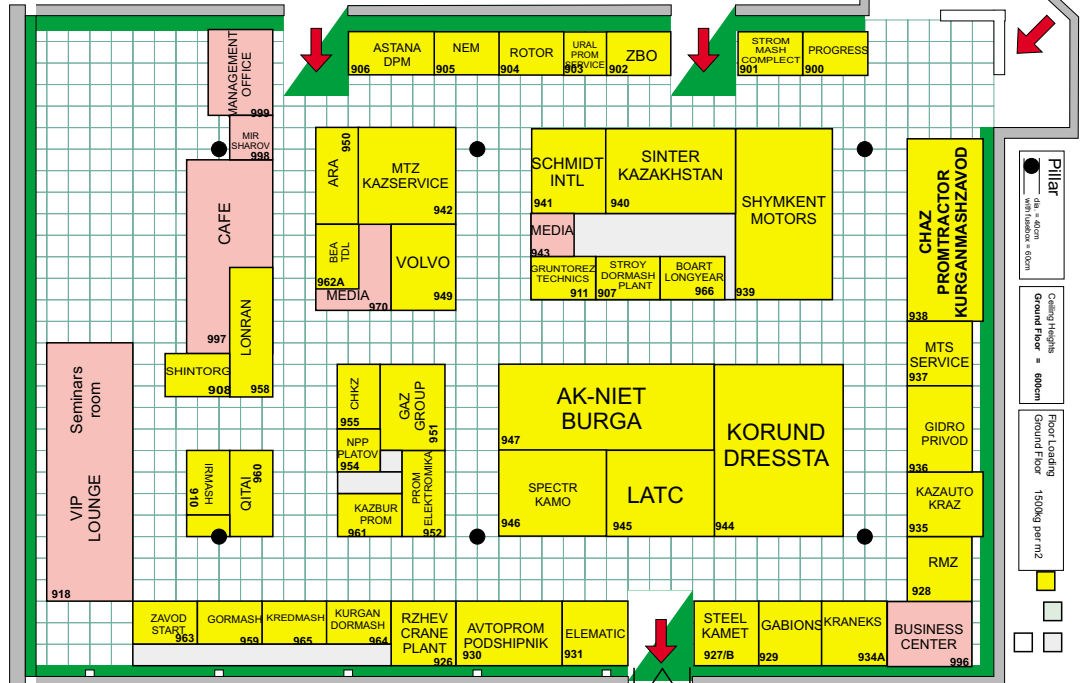 MANAGEMENT
OFFICE
999
MIR
SHAROV
998
CAFE
997
LONRAN
958
SHINTORG
908
ASTANA
DPM
906
NEM
905
ROTOR
904
URAL
PROM
SERVICE
903
ZBO
902
STROM
MASH
COMPLECT
901
PROGRESS
900
ARA
950
MTZ
KAZSERVICE
942
BEA
TDL
962A
MEDIA
970
VOLVO
949
SCHMIDT
INTL
941
SINTER
KAZAKHSTAN
940
MEDIA
943
SHYMKENT
MOTORS
939
GRUNTOREZ
TECHNICS
911
STROY
DORMASH
PLANT
907
BOART
LONGYEAR
966
CHAZ
PROMTRACTOR
KURGANMASHZAVOD
938
MTS
SERVICE
937
GIDRO
PRIVOD
936
KAZAUTO
KRAZ
935
RMZ
928
Seminars
room
VIP
LOUNGE
918
IRMASH
910
QITAI
960
CHKZ
955
GAZ
GROUP
951
NPP
PLATOV
954
KAZBUR
PROM
961
PROM
ELEKTROMIKA
952
AK-NIET
BURGA
947
KORUND
DRESSTA
944
SPECTR
KAMO
946
LATC
945
ZAVOD
START
963
GORMASH
959
KREDMASH
965
KURGAN
DORMASH
964
RZHEV
CRANE
PLANT
926
AVTOPROM
PODSHIPNIK
930
ELEMATIC
931
STEEL
KAMET
927/B
GABIONS
929
KRANEKS
934A
BUSINESS
CENTER
996
Pillar
dia. = 40cm
with fusebox = 60cm
Ceiling Heights
Ground Floor = 600cm
Floor Loading
Ground Floor 1500kg per m2